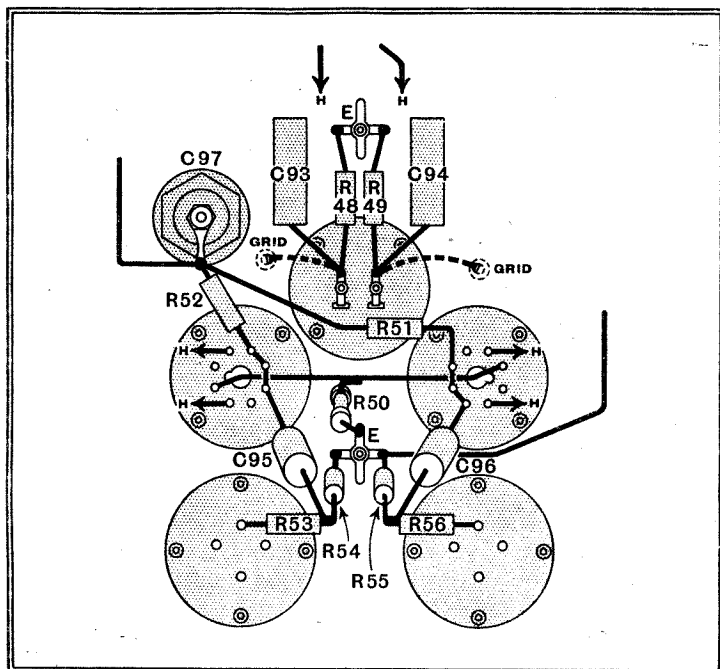 H H
E
C97
C93 R 48 R 49 C94
GRID GRID
R52
R51
H H
R50
H H
E
C95 C96
R53 R56
R54
R55